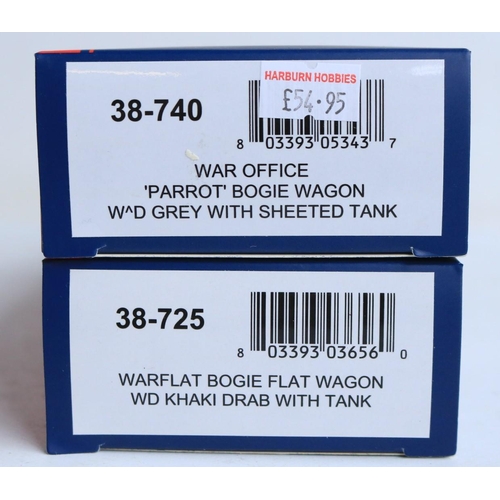 HARBURN HOBBIES
£54.95
38-740
8 03393 05343 7
WAR OFFICE
'PARROT' BOGIE WAGON
W^D GREY WITH SHEETED TANK
38-725
8 03393 03656 0
WARFLAT BOGIE FLAT WAGON
WD KHAKI DRAB WITH TANK